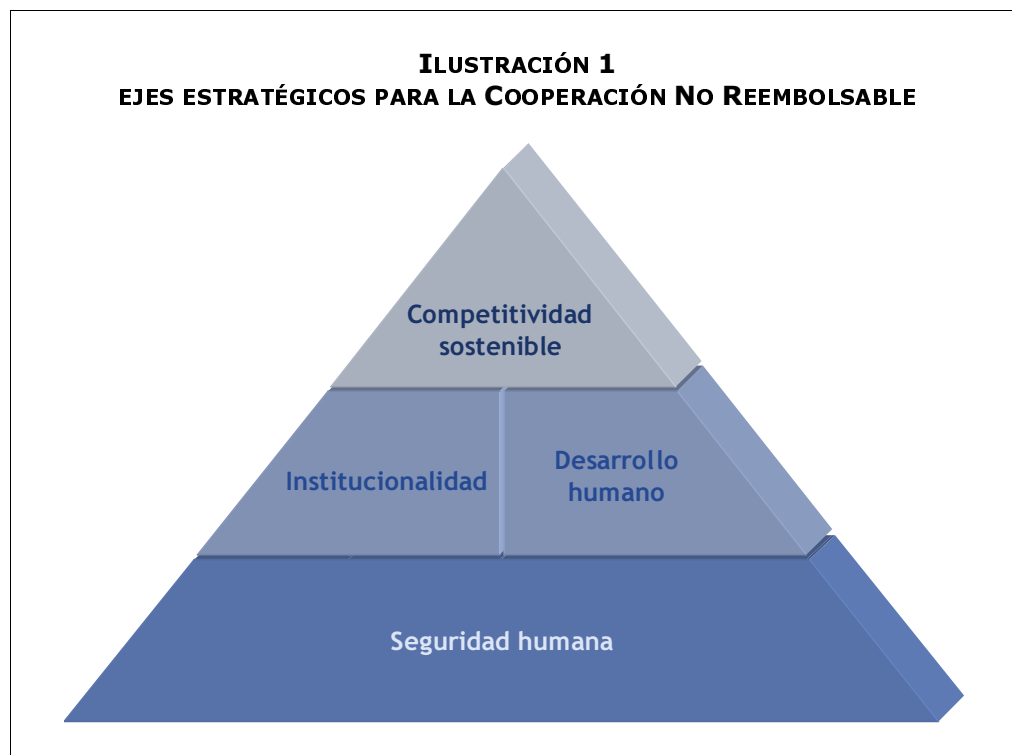 ILUSTRACIÓN 1
EJES ESTRATÉGICOS PARA LA COOPERACIÓN NO REEMBOLSABLE
Competitividad
sostenible
Institucionalidad
Desarrollo
humano
Seguridad humana